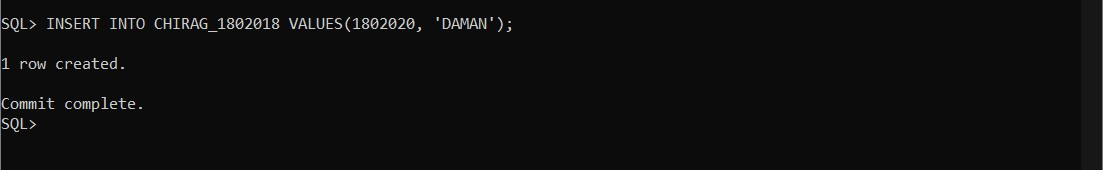 SQL> INSERT INTO CHIRAG_1802018 VALUES(1802020, 'DAMAN');
1 row created.
Commit complete.
SQL>